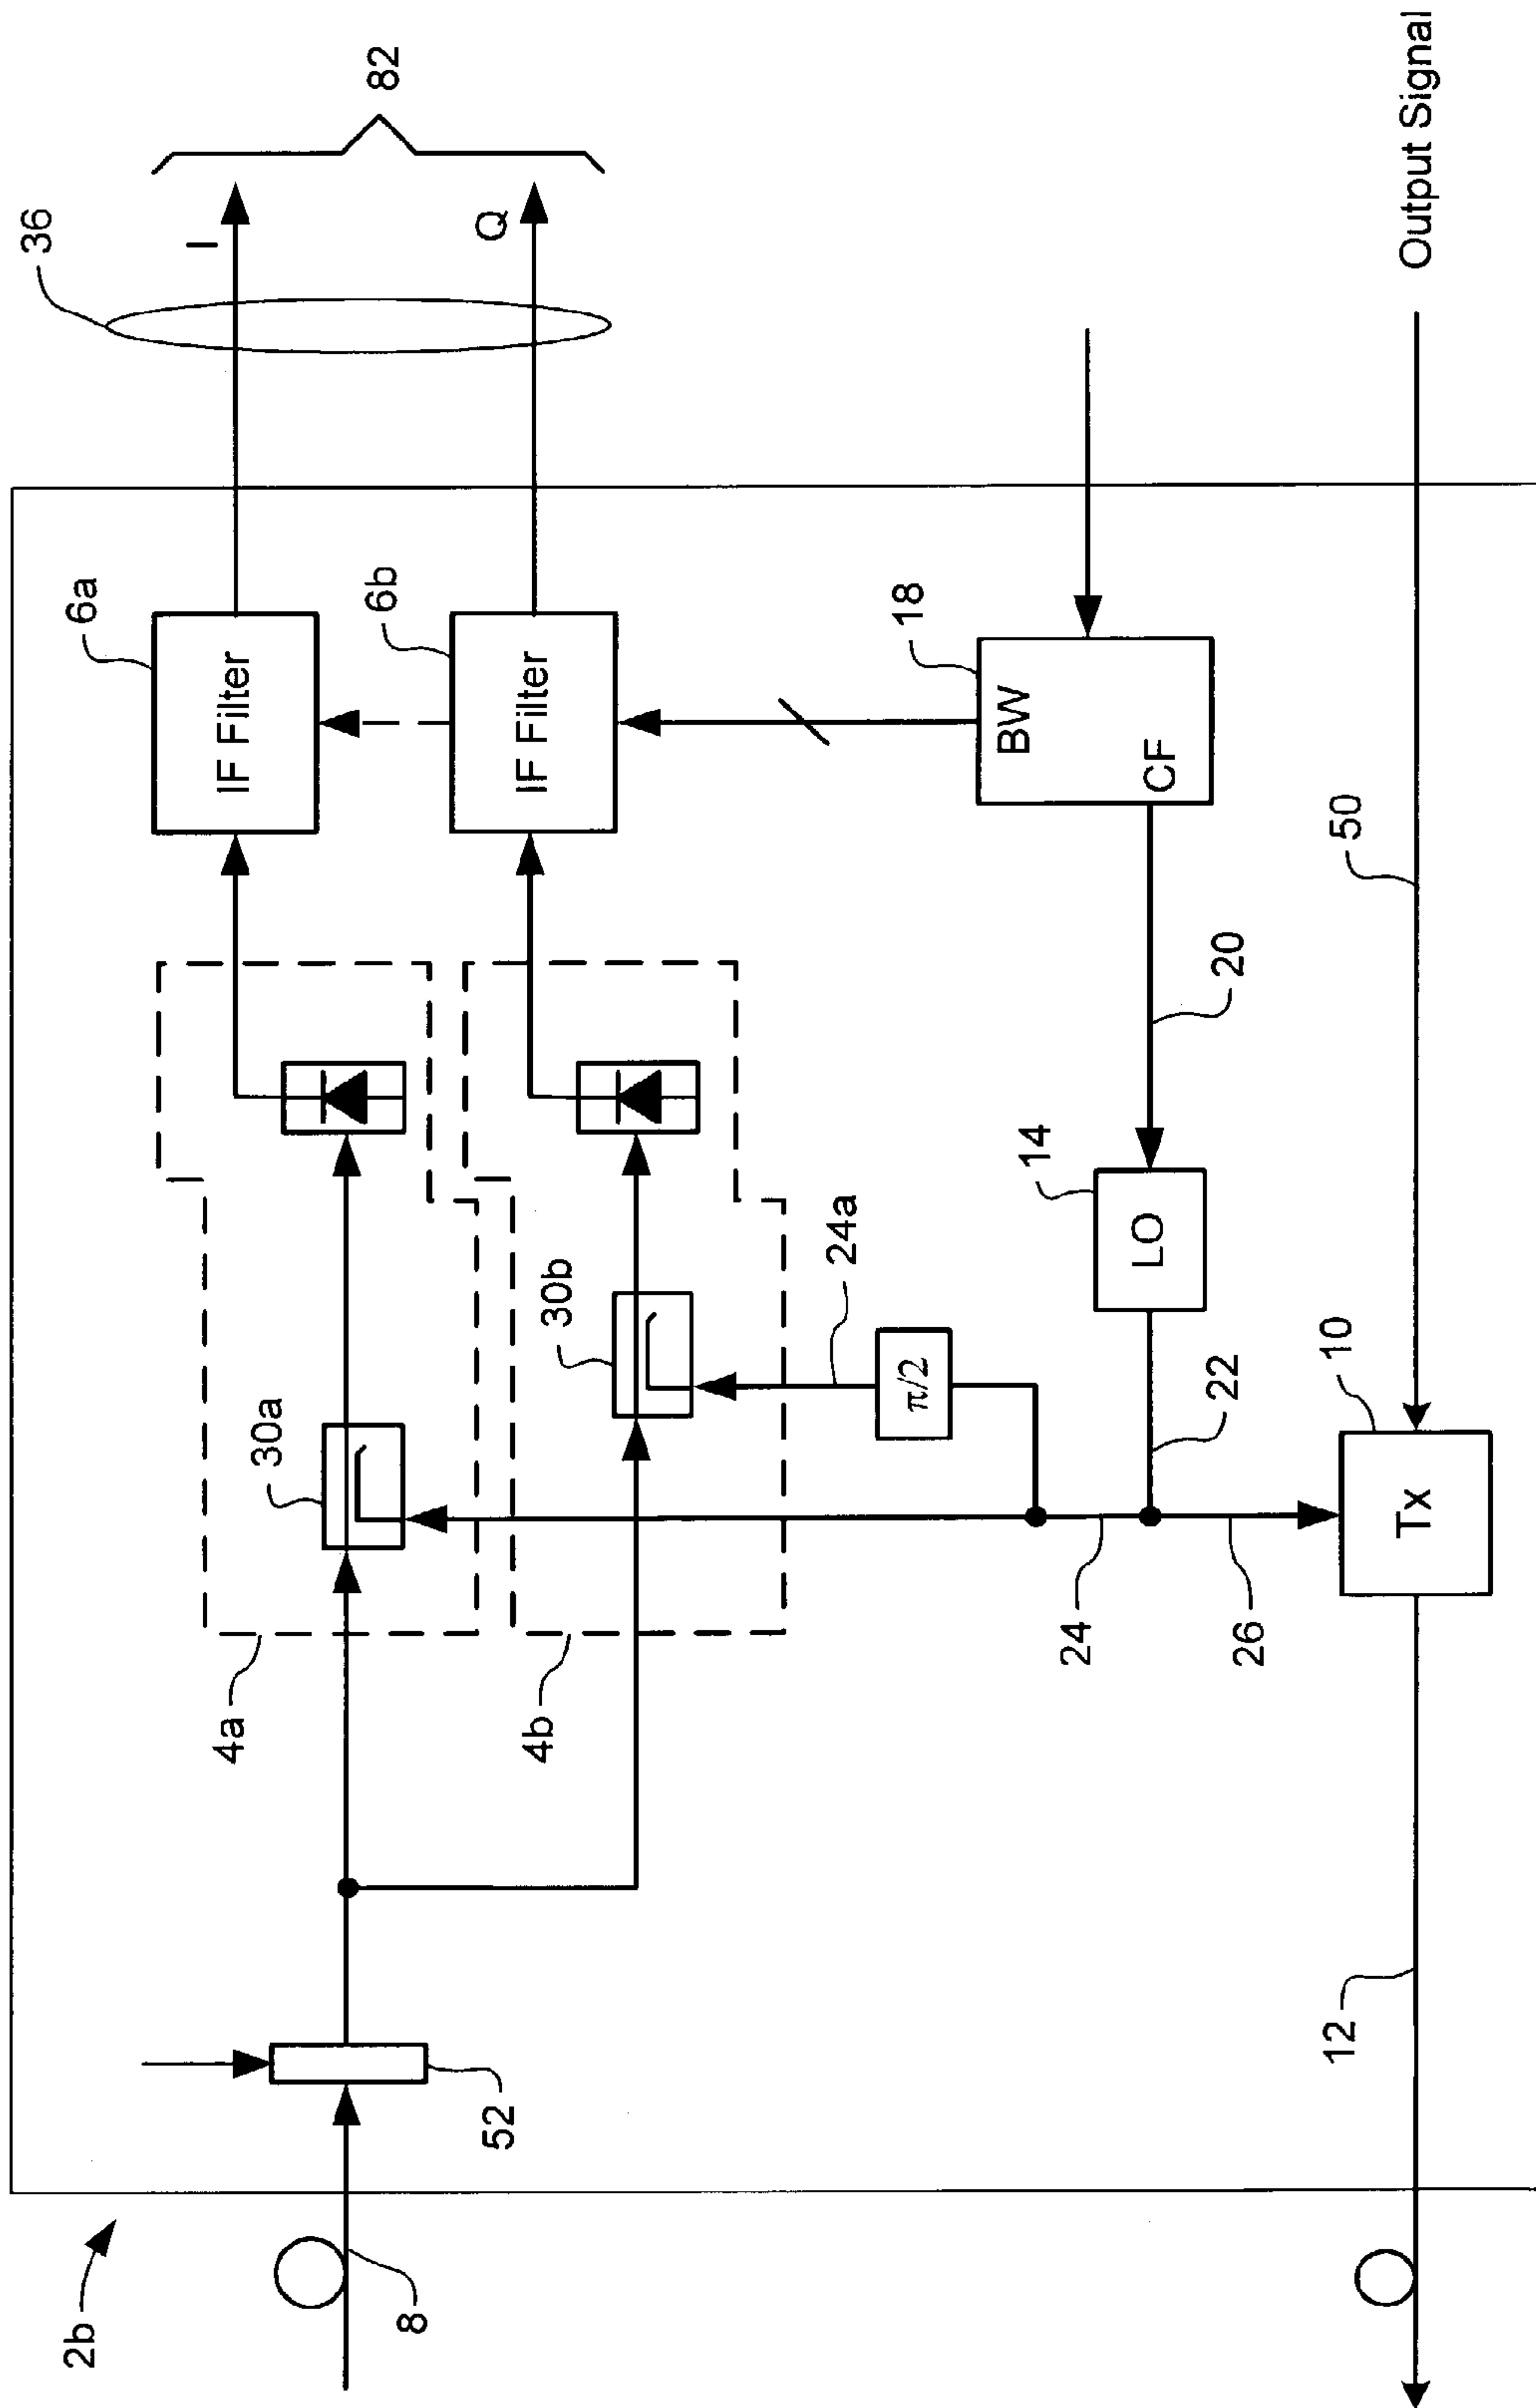 2b
8
52
4a
30a
6a
IF Filter
36
I
82
4b
30b
6b
IF Filter
Q
24a
π/2
18
BW
CF
24
26
22
14
LO
20
10
Tx
12
50
Output Signal